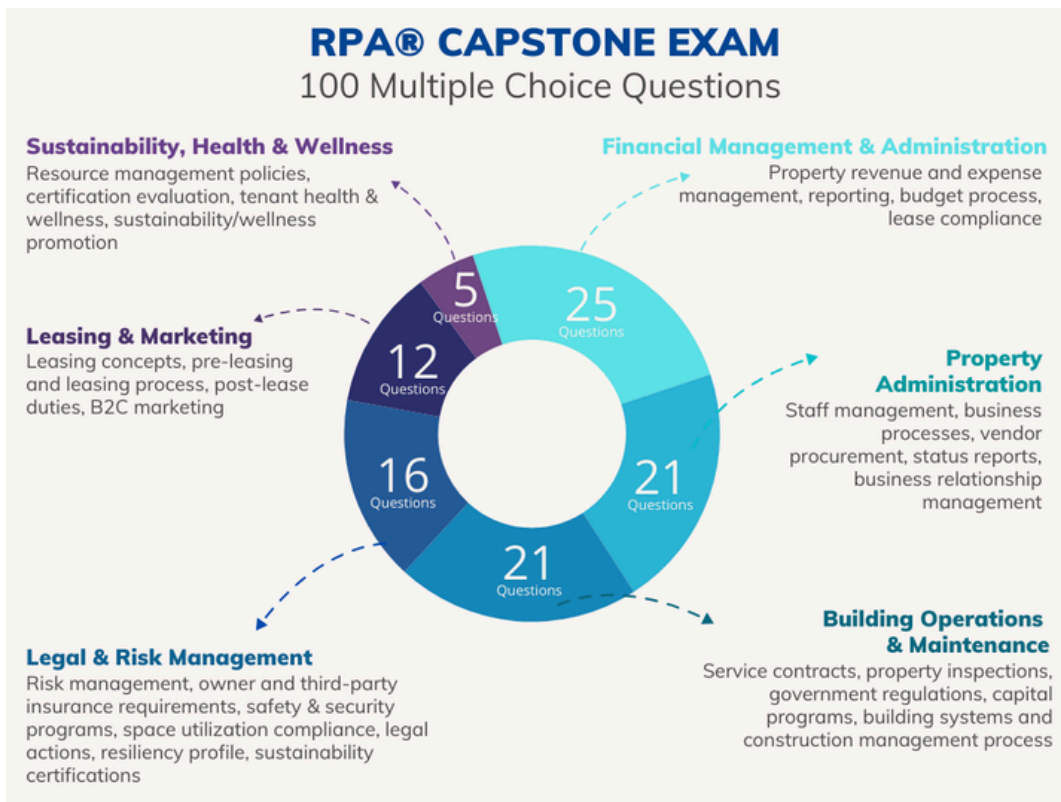 RPA® CAPSTONE EXAM
100 Multiple Choice Questions
Sustainability, Health & Wellness
Resource management policies,
certification evaluation, tenant health &
wellness, sustainability/wellness
promotion
Financial Management & Administration
Property revenue and expense
management, reporting, budget process,
lease compliance
5
Questions
25
Questions
Leasing & Marketing
Leasing concepts, pre-leasing
and leasing process, post-lease
duties, B2C marketing
12
Questions
Property
Administration
Staff management, business
processes, vendor
procurement, status reports,
business relationship
management
16
Questions
21
Questions
21
Questions
Legal & Risk Management
Risk management, owner and third-party
insurance requirements, safety & security
programs, space utilization compliance, legal
actions, resiliency profile, sustainability
certifications
Building Operations
& Maintenance
Service contracts, property inspections,
government regulations, capital
programs, building systems and
construction management process